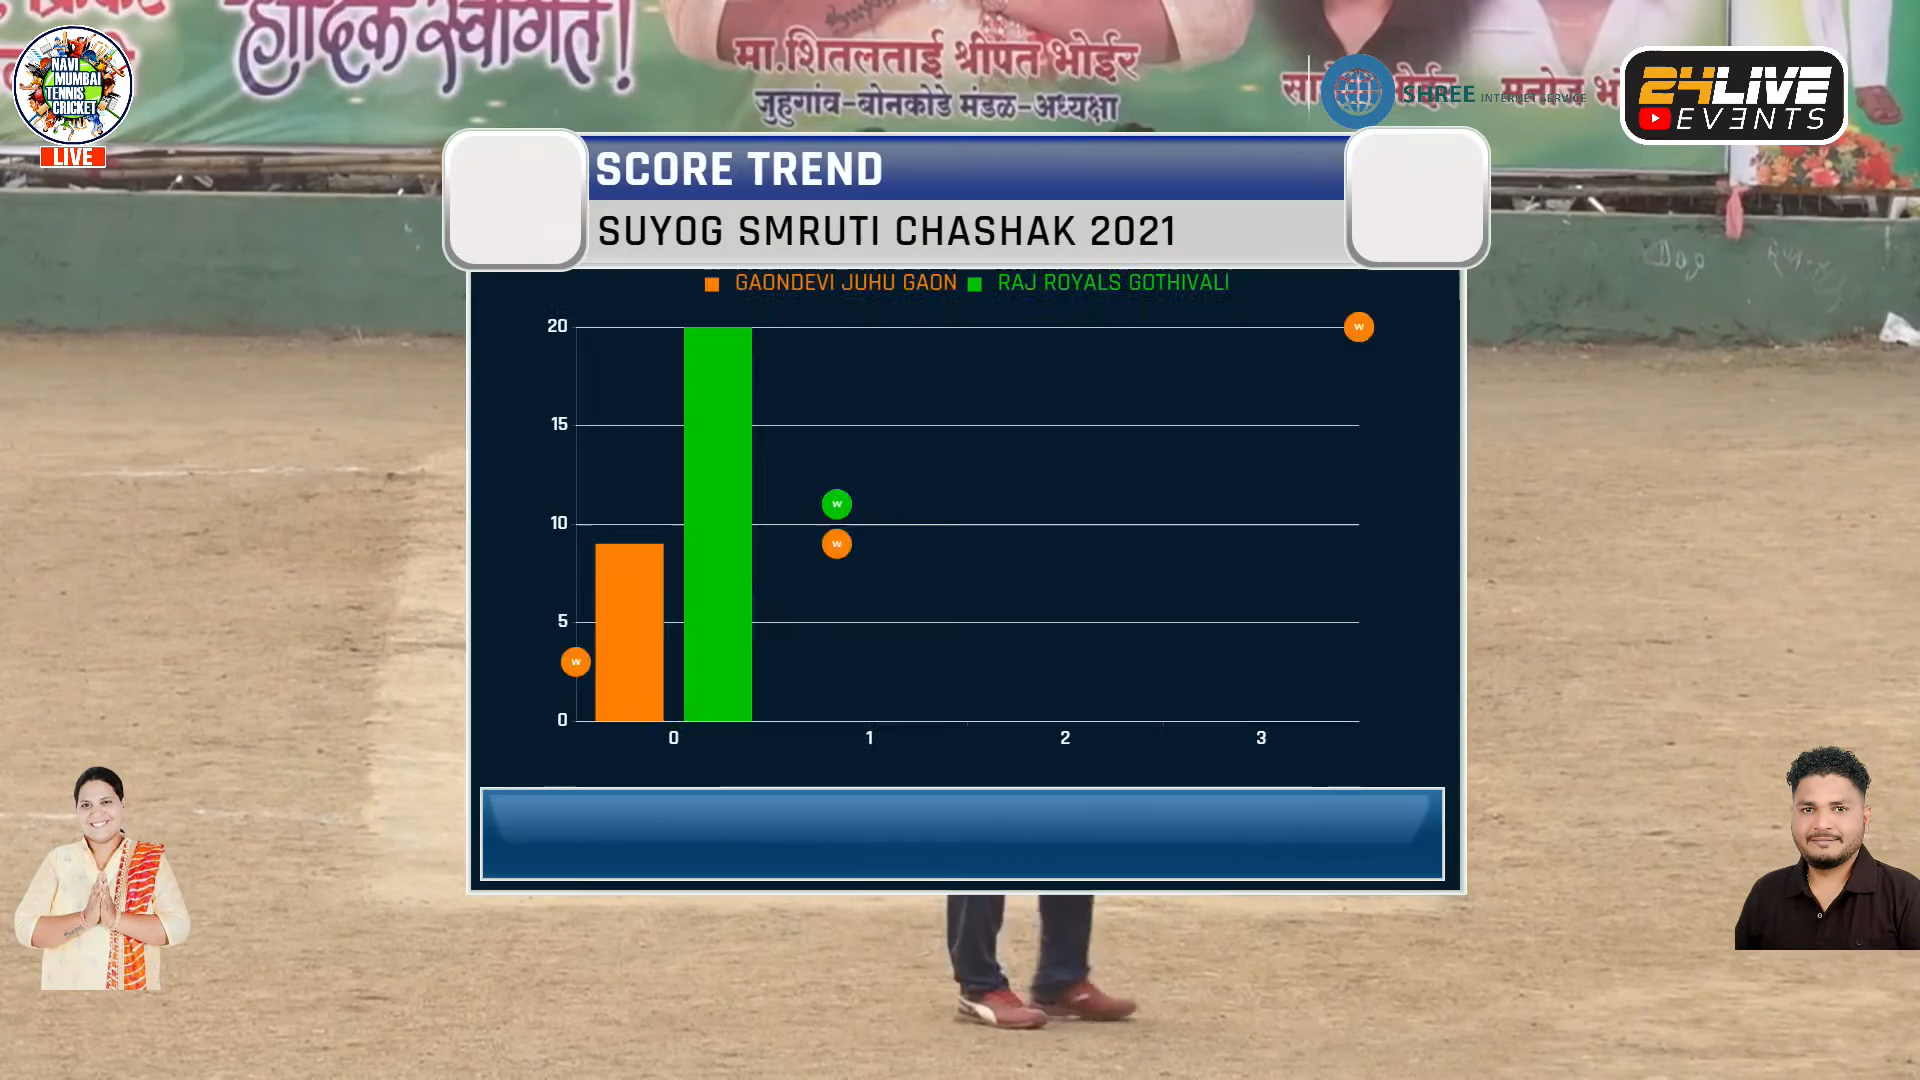 हार्दिक स्वागत!
मा.शितलताई श्रीपत भोईर
जुहुगांव-बोनकोडे मंडळ-अध्यक्षा
NAVI
MUMBAI
TENNIS
CRICKET
LIVE
SHREE INTERNET SERVICE
24LIVE
EVENTS
SCORE TREND
SUYOG SMRUTI CHASHAK 2021
GAONDEVI JUHU GAON
RAJ ROYALS GOTHIVALI
20
W
15
W
10
W
5
W
0
0 1 2 3